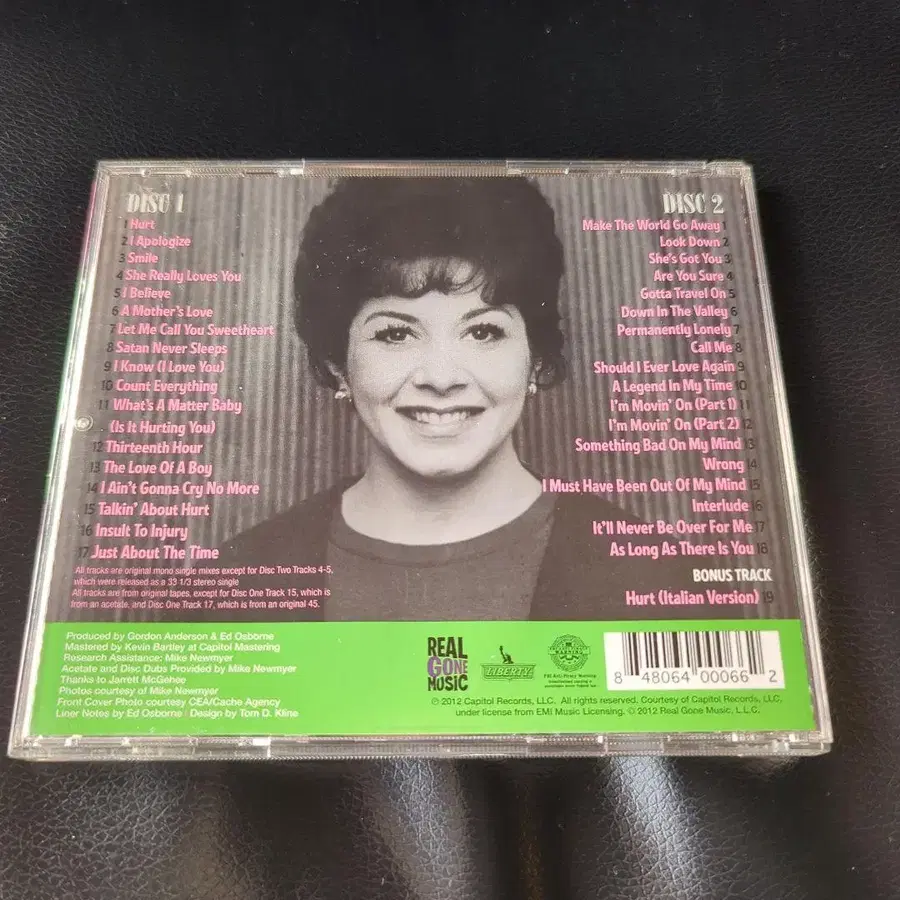 DISC 1
1 Hurt
2 I Apologize
3 Smile
4 She Really Loves You
5 I Believe
6 A Mother's Love
7 Let Me Call You Sweetheart
8 Satan Never Sleeps
9 I Know (I Love You)
10 Count Everything
11 What's A Matter Baby
(Is It Hurting You)
12 Thirteenth Hour
13 The Love Of A Boy
14 I Ain't Gonna Cry No More
15 Talkin' About Hurt
16 Insult To Injury
17 Just About The Time
All tracks are original mono single mixes except for Disc Two Tracks 4-5,
which were released as a 33 1/3 stereo single
All tracks are from original tapes, except for Disc One Track 15, which is
from an acetate, and Disc One Track 17, which is from an original 45.
DISC 2
Make The World Go Away 1
Look Down 2
She's Got You 3
Are You Sure 4
Gotta Travel On 5
Down In The Valley 6
Permanently Lonely 7
Call Me 8
Should I Ever Love Again 9
A Legend In My Time 10
I'm Movin' On (Part 1) 11
I'm Movin' On (Part 2) 12
Something Bad On My Mind 13
Wrong 14
I Must Have Been Out Of My Mind 15
Interlude 16
It'll Never Be Over For Me 17
As Long As There Is You 18
BONUS TRACK
Hurt (Italian Version) 19
Produced by Gordon Anderson & Ed Osborne
Mastered by Kevin Bartley at Capitol Mastering
Research Assistance: Mike Newmyer
Acetate and Disc Dubs Provided by Mike Newmyer
Thanks to Jarrett McGehee
Photos courtesy of Mike Newmyer
Front Cover Photo courtesy CEA/Cache Agency
Liner Notes by Ed Osborne Design by Tom D. Kline
REAL
GONE
MUSIC
LIBERTY
FBI Anti-Piracy Warning
8 48064 00066 2
℗ 2012 Capitol Records, LLC. All rights reserved. Courtesy of Capitol Records, LLC,
under license from EMI Music Licensing. © 2012 Real Gone Music, L.L.C.